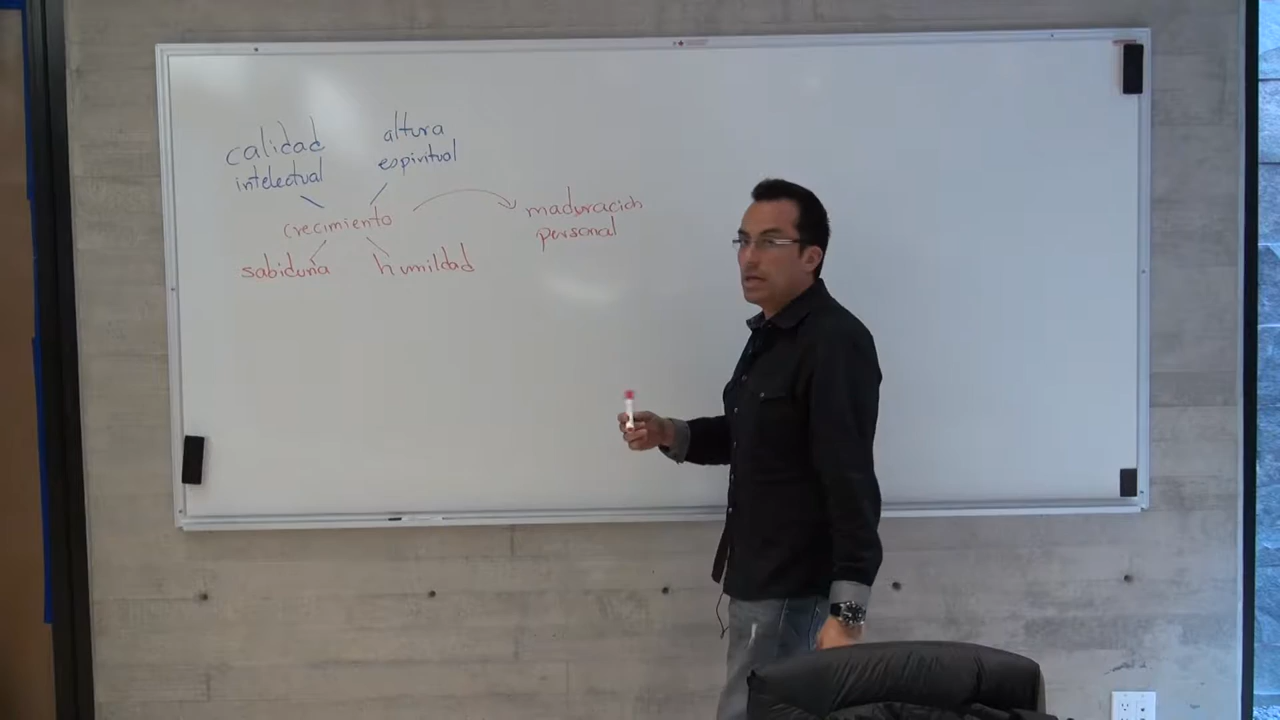 calidad
intelectual
altura
espiritual
crecimiento
maduración
personal
sabiduría
humildad